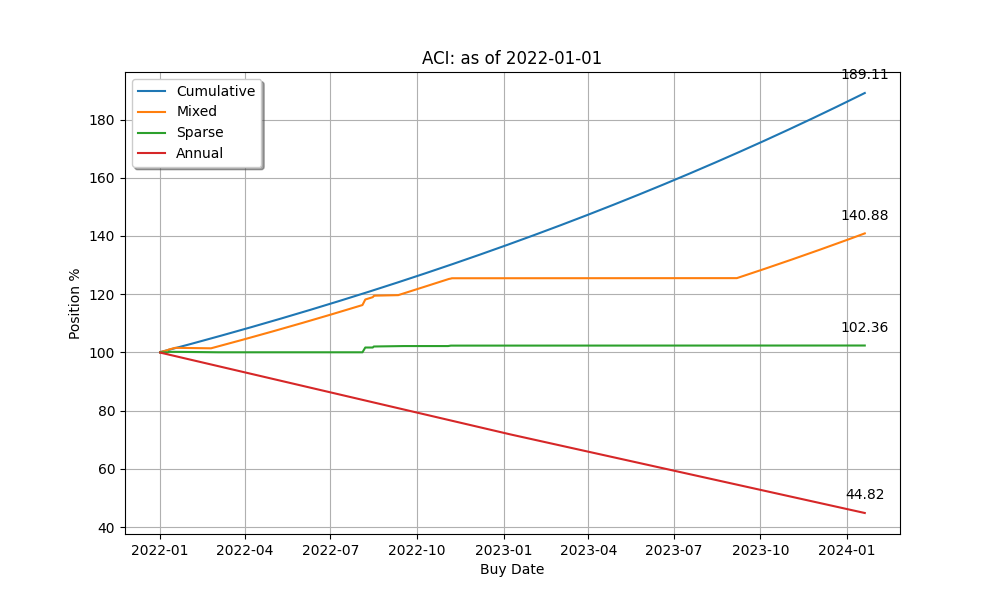 ACI: as of 2022-01-01
189.11
Cumulative
Mixed
Sparse
Annual
140.88
102.36
44.82
Position %
180
160
140
120
100
80
60
40
2022-01 2022-04 2022-07 2022-10 2023-01 2023-04 2023-07 2023-10 2024-01
Buy Date